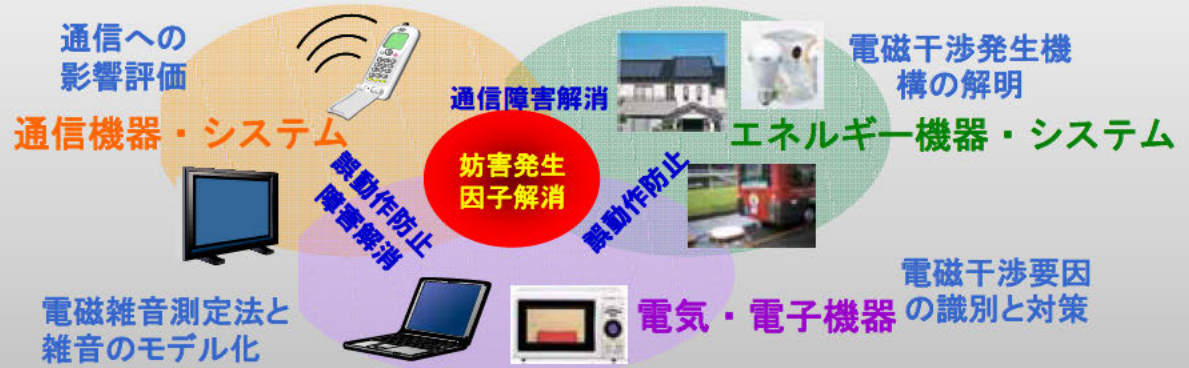 通信への
影響評価
電磁干渉発生機
構の解明
通信障害解消
通信機器・システム
エネルギー機器・システム
妨害発生
因子解消
誤動作防止
障害解消
誤動作防止
電磁干渉要因
の識別と対策
電気・電子機器
電磁雑音測定法と
雑音のモデル化